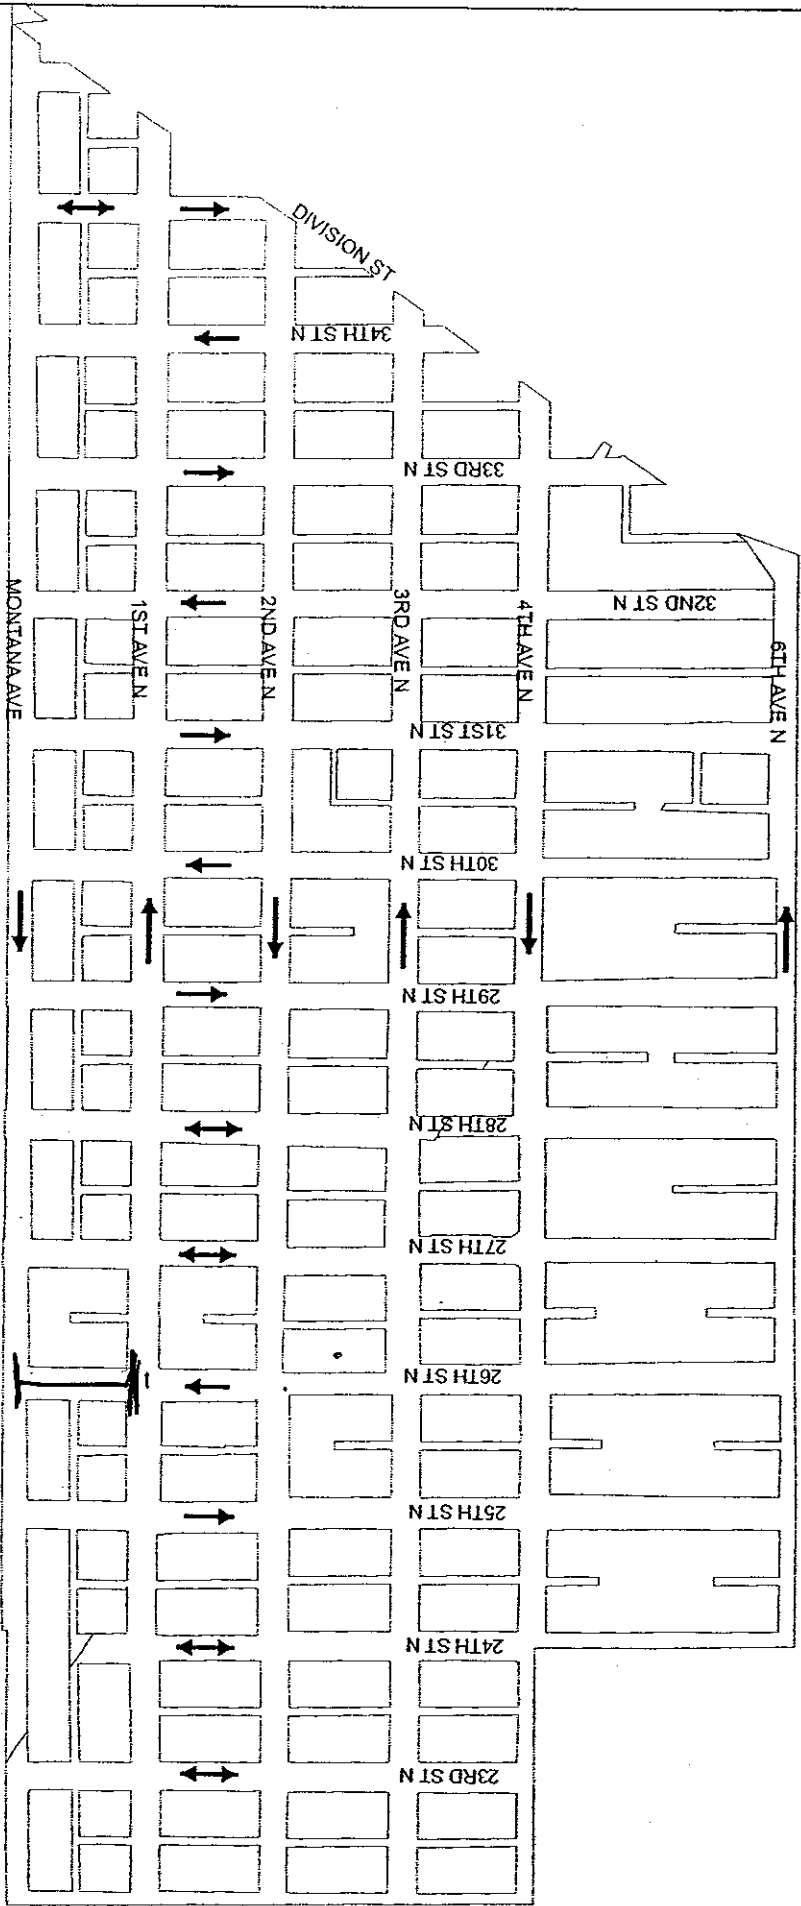 DIVISION ST
34TH ST N
33RD ST N
32ND ST N
MONTANA AVE
1ST AVE N
2ND AVE N
3RD AVE N
4TH AVE N
6TH AVE N
31ST ST N
30TH ST N
29TH ST N
28TH ST N
27TH ST N
26TH ST N
25TH ST N
24TH ST N
23RD ST N